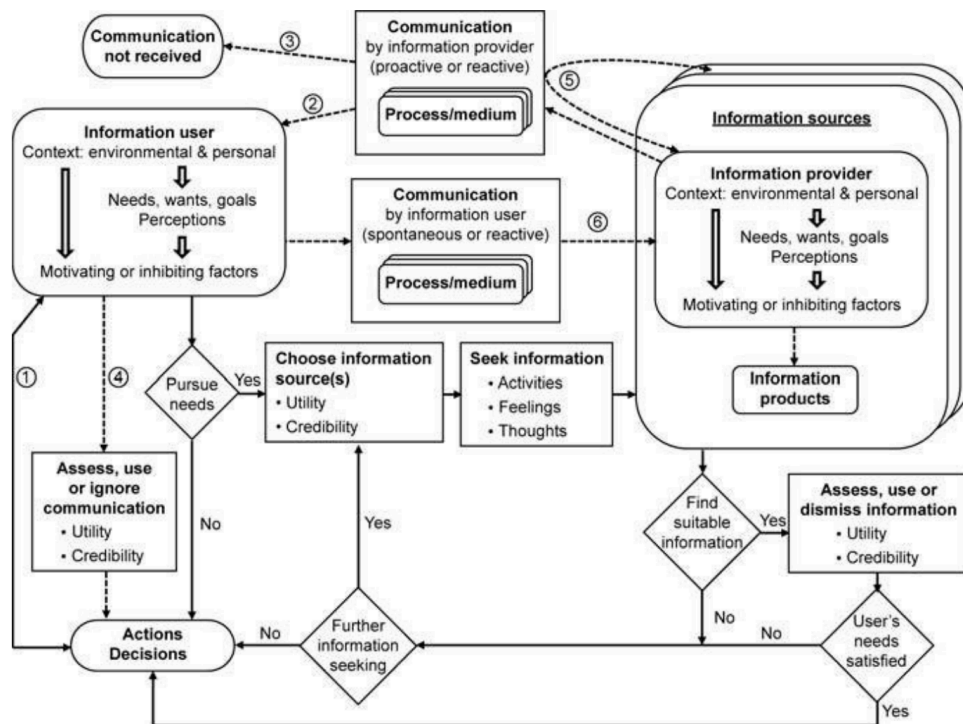 Communication
not received
③
Communication
by information provider
(proactive or reactive)
Process/medium
⑤
②
Information user
Context: environmental & personal
Needs, wants, goals
Perceptions
Motivating or inhibiting factors
Communication
by information user
(spontaneous or reactive)
Process/medium
⑥
Information sources
Information provider
Context: environmental & personal
Needs, wants, goals
Perceptions
Motivating or inhibiting factors
Information
products
①
④
Pursue
needs
Yes
Choose information
source(s)
• Utility
• Credibility
Seek information
• Activities
• Feelings
• Thoughts
Assess, use
or ignore
communication
• Utility
• Credibility
No
Yes
Find
suitable
information
Yes
Assess, use or
dismiss information
• Utility
• Credibility
No
Actions
Decisions
No
Further
information
seeking
No
User's
needs
satisfied
Yes